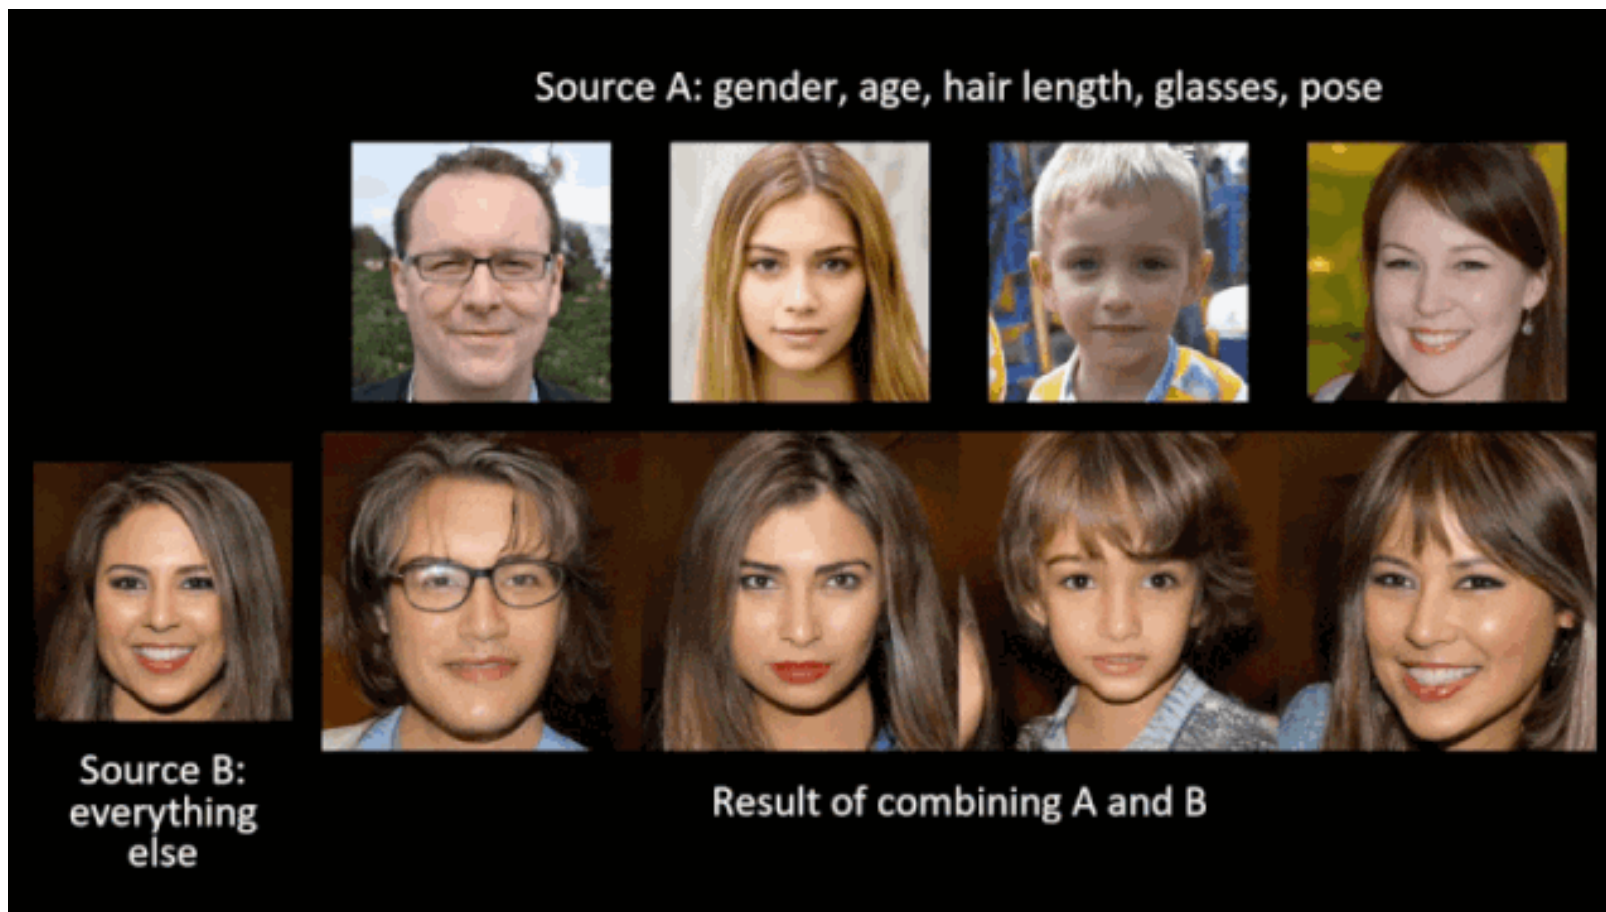 Source A: gender, age, hair length, glasses, pose
Source B:
everything
else
Result of combining A and B